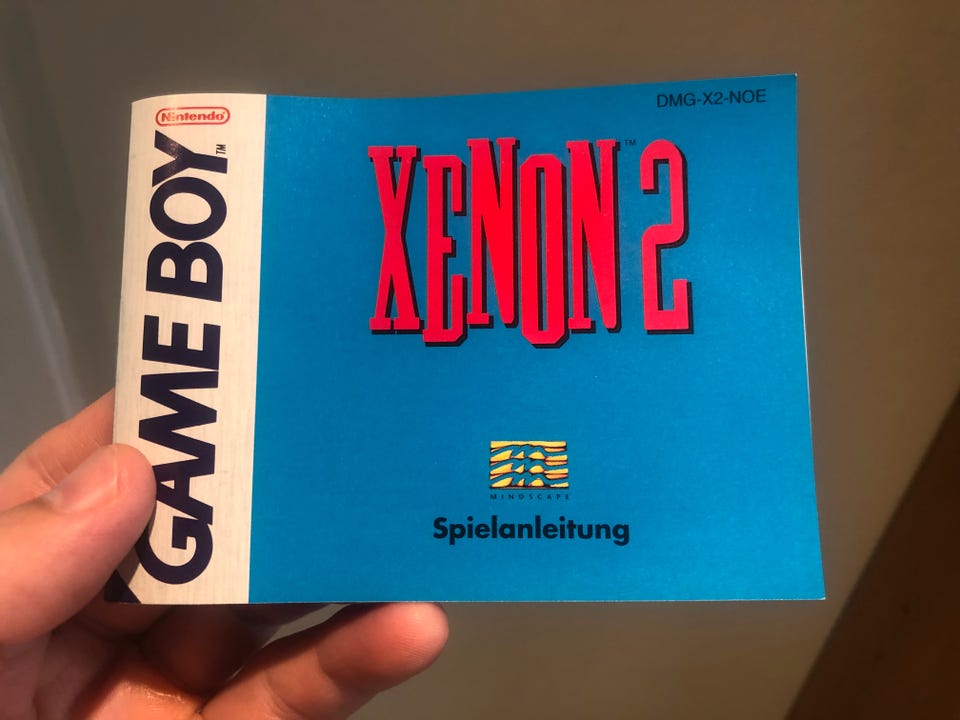 Nintendo®
GAME BOY™
DMG-X2-NOE
XENON 2™
MINDSCAPE
Spielanleitung